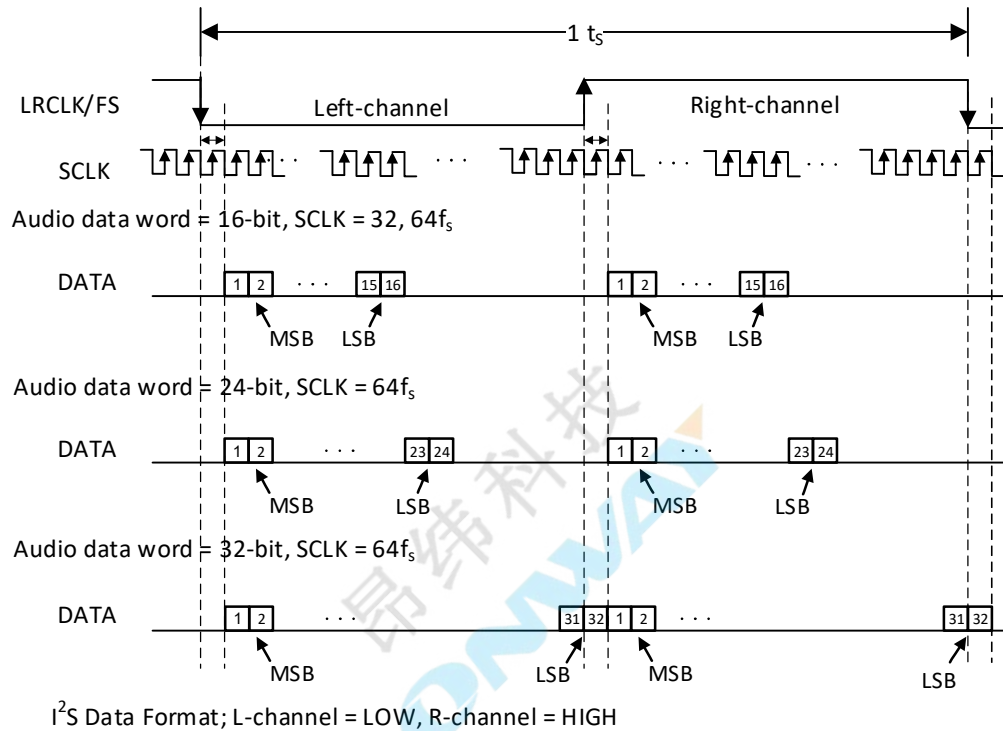 1 tS
LRCLK/FS
Left-channel
Right-channel
SCLK
· · ·
· · ·
· · ·
· · ·
Audio data word = 16-bit, SCLK = 32, 64fs
DATA
1 2 · · · 15 16
1 2 · · · 15 16
MSB LSB
MSB LSB
Audio data word = 24-bit, SCLK = 64fs
DATA
1 2 · · · 23 24
1 2 · · · 23 24
MSB LSB
MSB LSB
Audio data word = 32-bit, SCLK = 64fs
DATA
1 2 · · · 31 32 1 2 · · · 31 32
MSB LSB MSB LSB
I2S Data Format; L-channel = LOW, R-channel = HIGH
昂纬科技
ONWAY